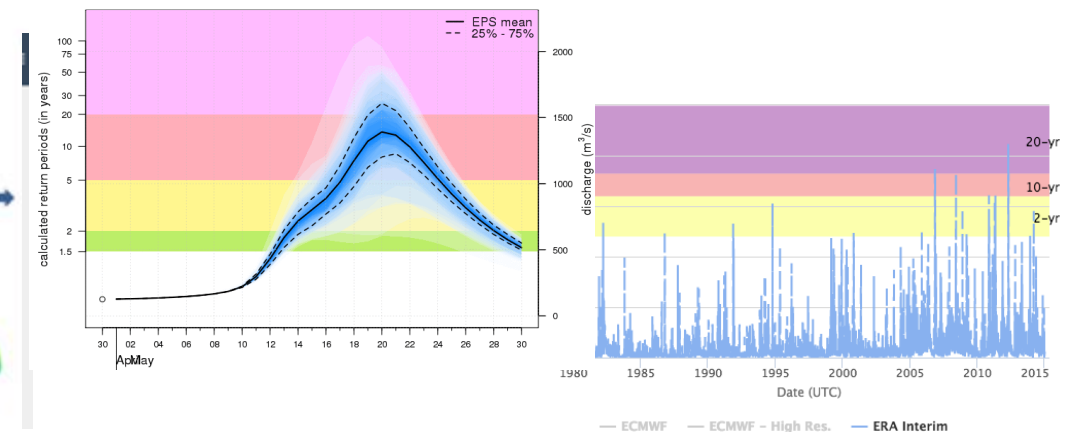 EPS mean
25% - 75%
calculated return periods (in years)
100
75
50
30
20
10
5
2
1.5
2000
1500
1000
500
0
discharge (m³/s)
30 02 04 06 08 10 12 14 16 18 20 22 24 26 28 30
Apr May
20-yr
10-yr
2-yr
1980 1985 1990 1995 2000 2005 2010 2015
Date (UTC)
ECMWF ECMWF - High Res. ERA Interim